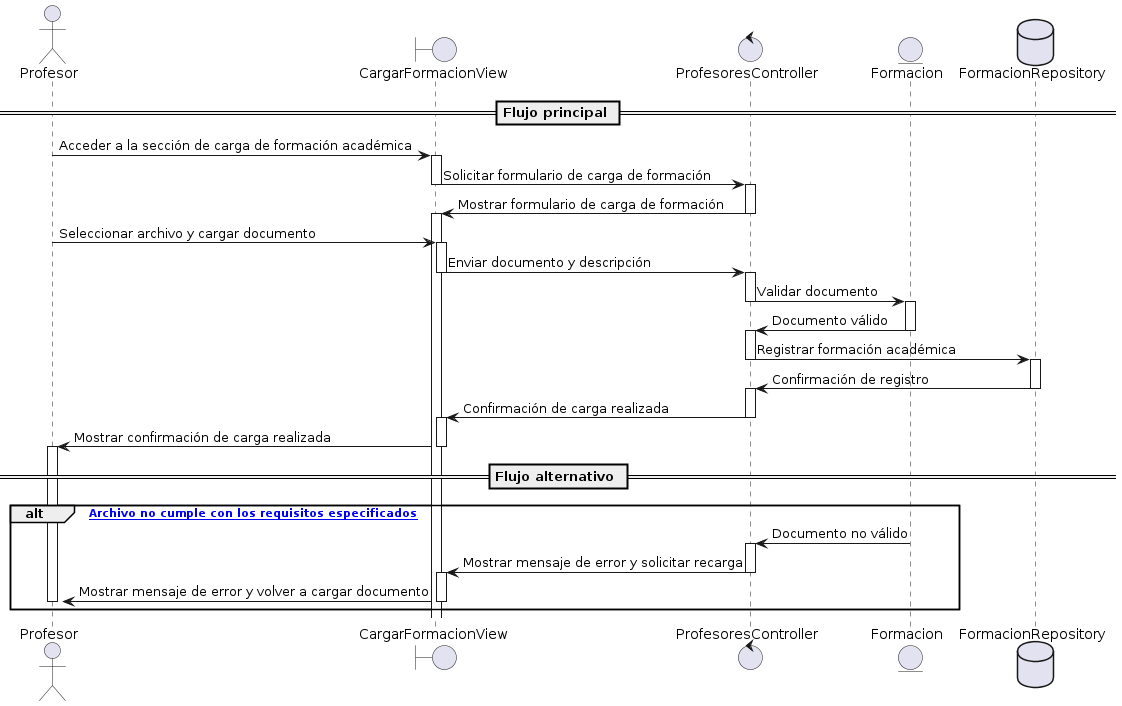 Profesor
CargarFormacionView
ProfesoresController
Formacion
FormacionRepository
Flujo principal
Acceder a la sección de carga de formación académica
Solicitar formulario de carga de formación
Mostrar formulario de carga de formación
Seleccionar archivo y cargar documento
Enviar documento y descripción
Validar documento
Documento válido
Registrar formación académica
Confirmación de registro
Confirmación de carga realizada
Mostrar confirmación de carga realizada
Flujo alternativo
alt
Archivo no cumple con los requisitos especificados
Documento no válido
Mostrar mensaje de error y solicitar recarga
Mostrar mensaje de error y volver a cargar documento
Profesor
CargarFormacionView
ProfesoresController
Formacion
FormacionRepository